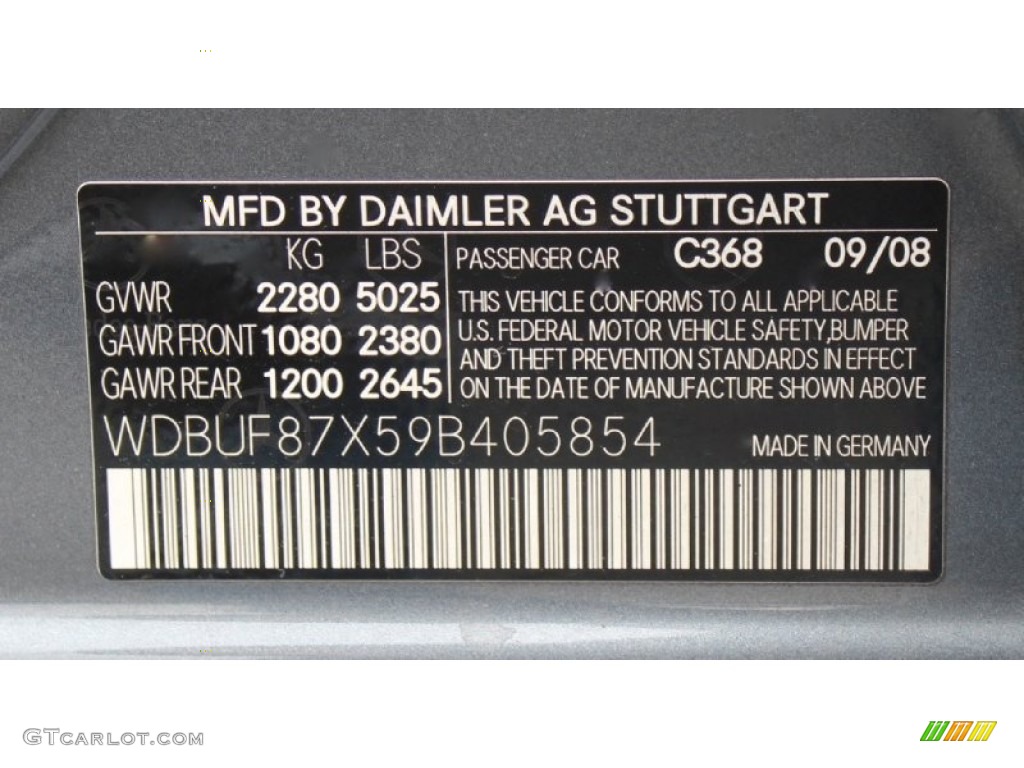 MFD BY DAIMLER AG STUTTGART
KG LBS
GVWR 2280 5025
GAWR FRONT 1080 2380
GAWR REAR 1200 2645
PASSENGER CAR C368 09/08
THIS VEHICLE CONFORMS TO ALL APPLICABLE
U.S. FEDERAL MOTOR VEHICLE SAFETY,BUMPER
AND THEFT PREVENTION STANDARDS IN EFFECT
ON THE DATE OF MANUFACTURE SHOWN ABOVE
WDBUF87X59B405854 MADE IN GERMANY
GTCARLOT.COM